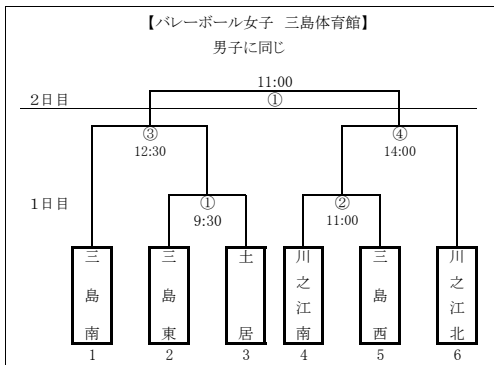 【バレーボール女子 三島体育館】
男子に同じ
11:00
2日目
①
③
④
12:30
14:00
1日目
①
②
9:30
11:00
三島南
三島東
土居
川之江南
三島西
川之江北
1 2 3 4 5 6